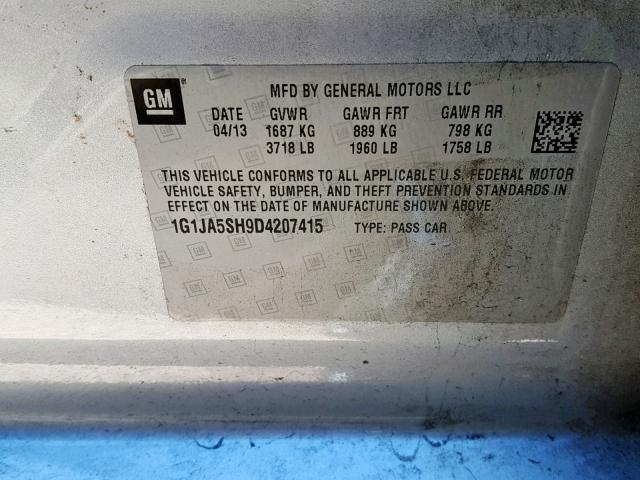 GM
MFD BY GENERAL MOTORS LLC
DATE GVWR GAWR FRT GAWR RR
04/13 1687 KG 889 KG 798 KG
3718 LB 1960 LB 1758 LB
THIS VEHICLE CONFORMS TO ALL APPLICABLE U.S. FEDERAL MOTOR
VEHICLE SAFETY, BUMPER, AND THEFT PREVENTION STANDARDS IN
EFFECT ON THE DATE OF MANUFACTURE SHOWN ABOVE.
1G1JA5SH9D4207415 TYPE: PASS CAR